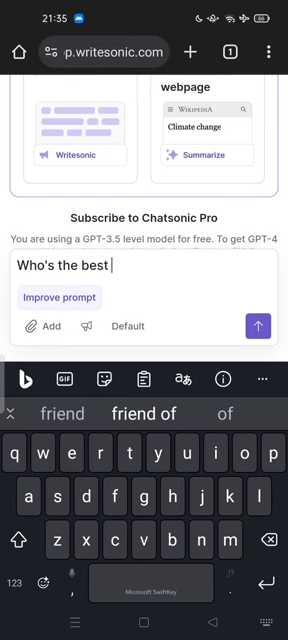 21:35
66
p.writesonic.com
1
webpage
WIKIPEDIA
Climate change
Writesonic
Summarize
Subscribe to Chatsonic Pro
You are using a GPT-3.5 level model for free. To get GPT-4
Who's the best
Improve prompt
Add
Default
GIF
friend
friend of
of
q w e r t y u i o p
a s d f g h j k l
z x c v b n m
123
,
Microsoft SwiftKey
.